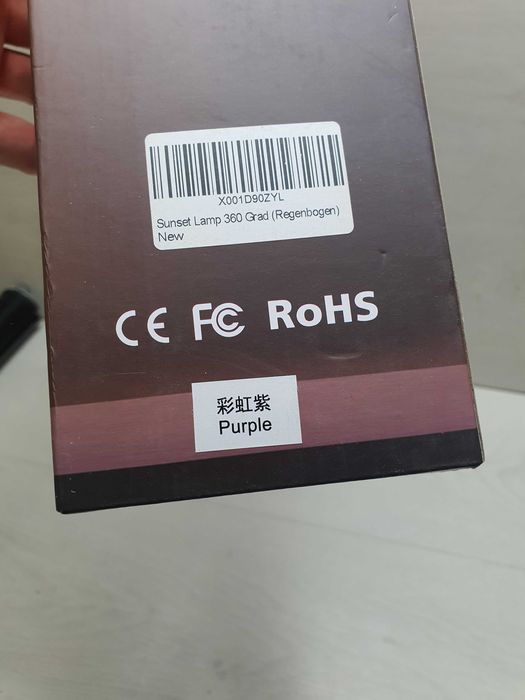 X001D90ZYL
Sunset Lamp 360 Grad (Regenbogen)
New
CE FC RoHS
彩虹紫
Purple